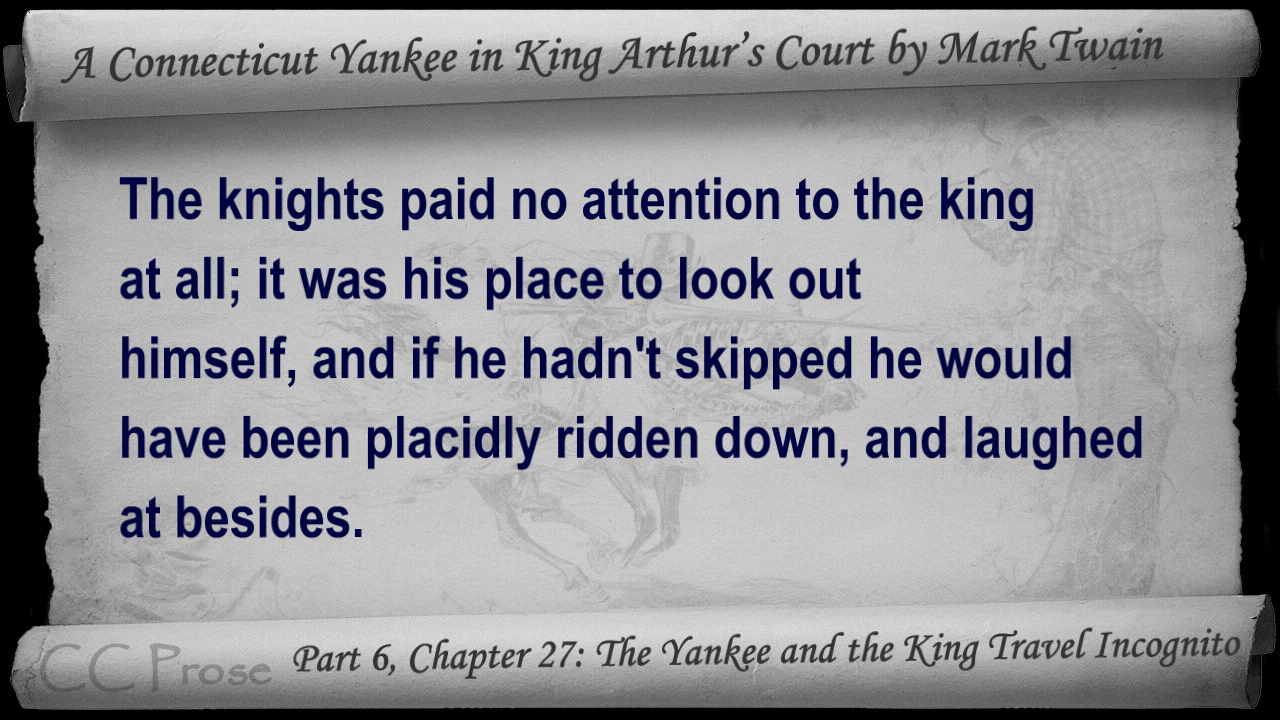 A Connecticut Yankee in King Arthur's Court by Mark Twain
The knights paid no attention to the king
at all; it was his place to look out
himself, and if he hadn't skipped he would
have been placidly ridden down, and laughed
at besides.
CC Prose
Part 6, Chapter 27: The Yankee and the King Travel Incognito